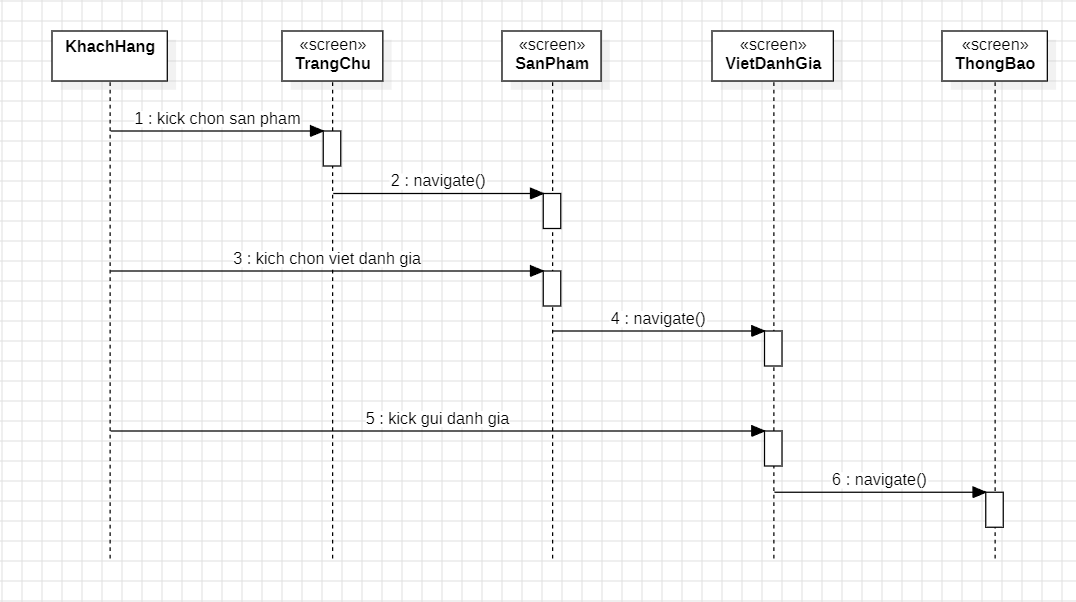 KhachHang
«screen»
TrangChu
«screen»
SanPham
«screen»
VietDanhGia
«screen»
ThongBao
1 : kick chon san pham
2 : navigate()
3 : kich chon viet danh gia
4 : navigate()
5 : kick gui danh gia
6 : navigate()